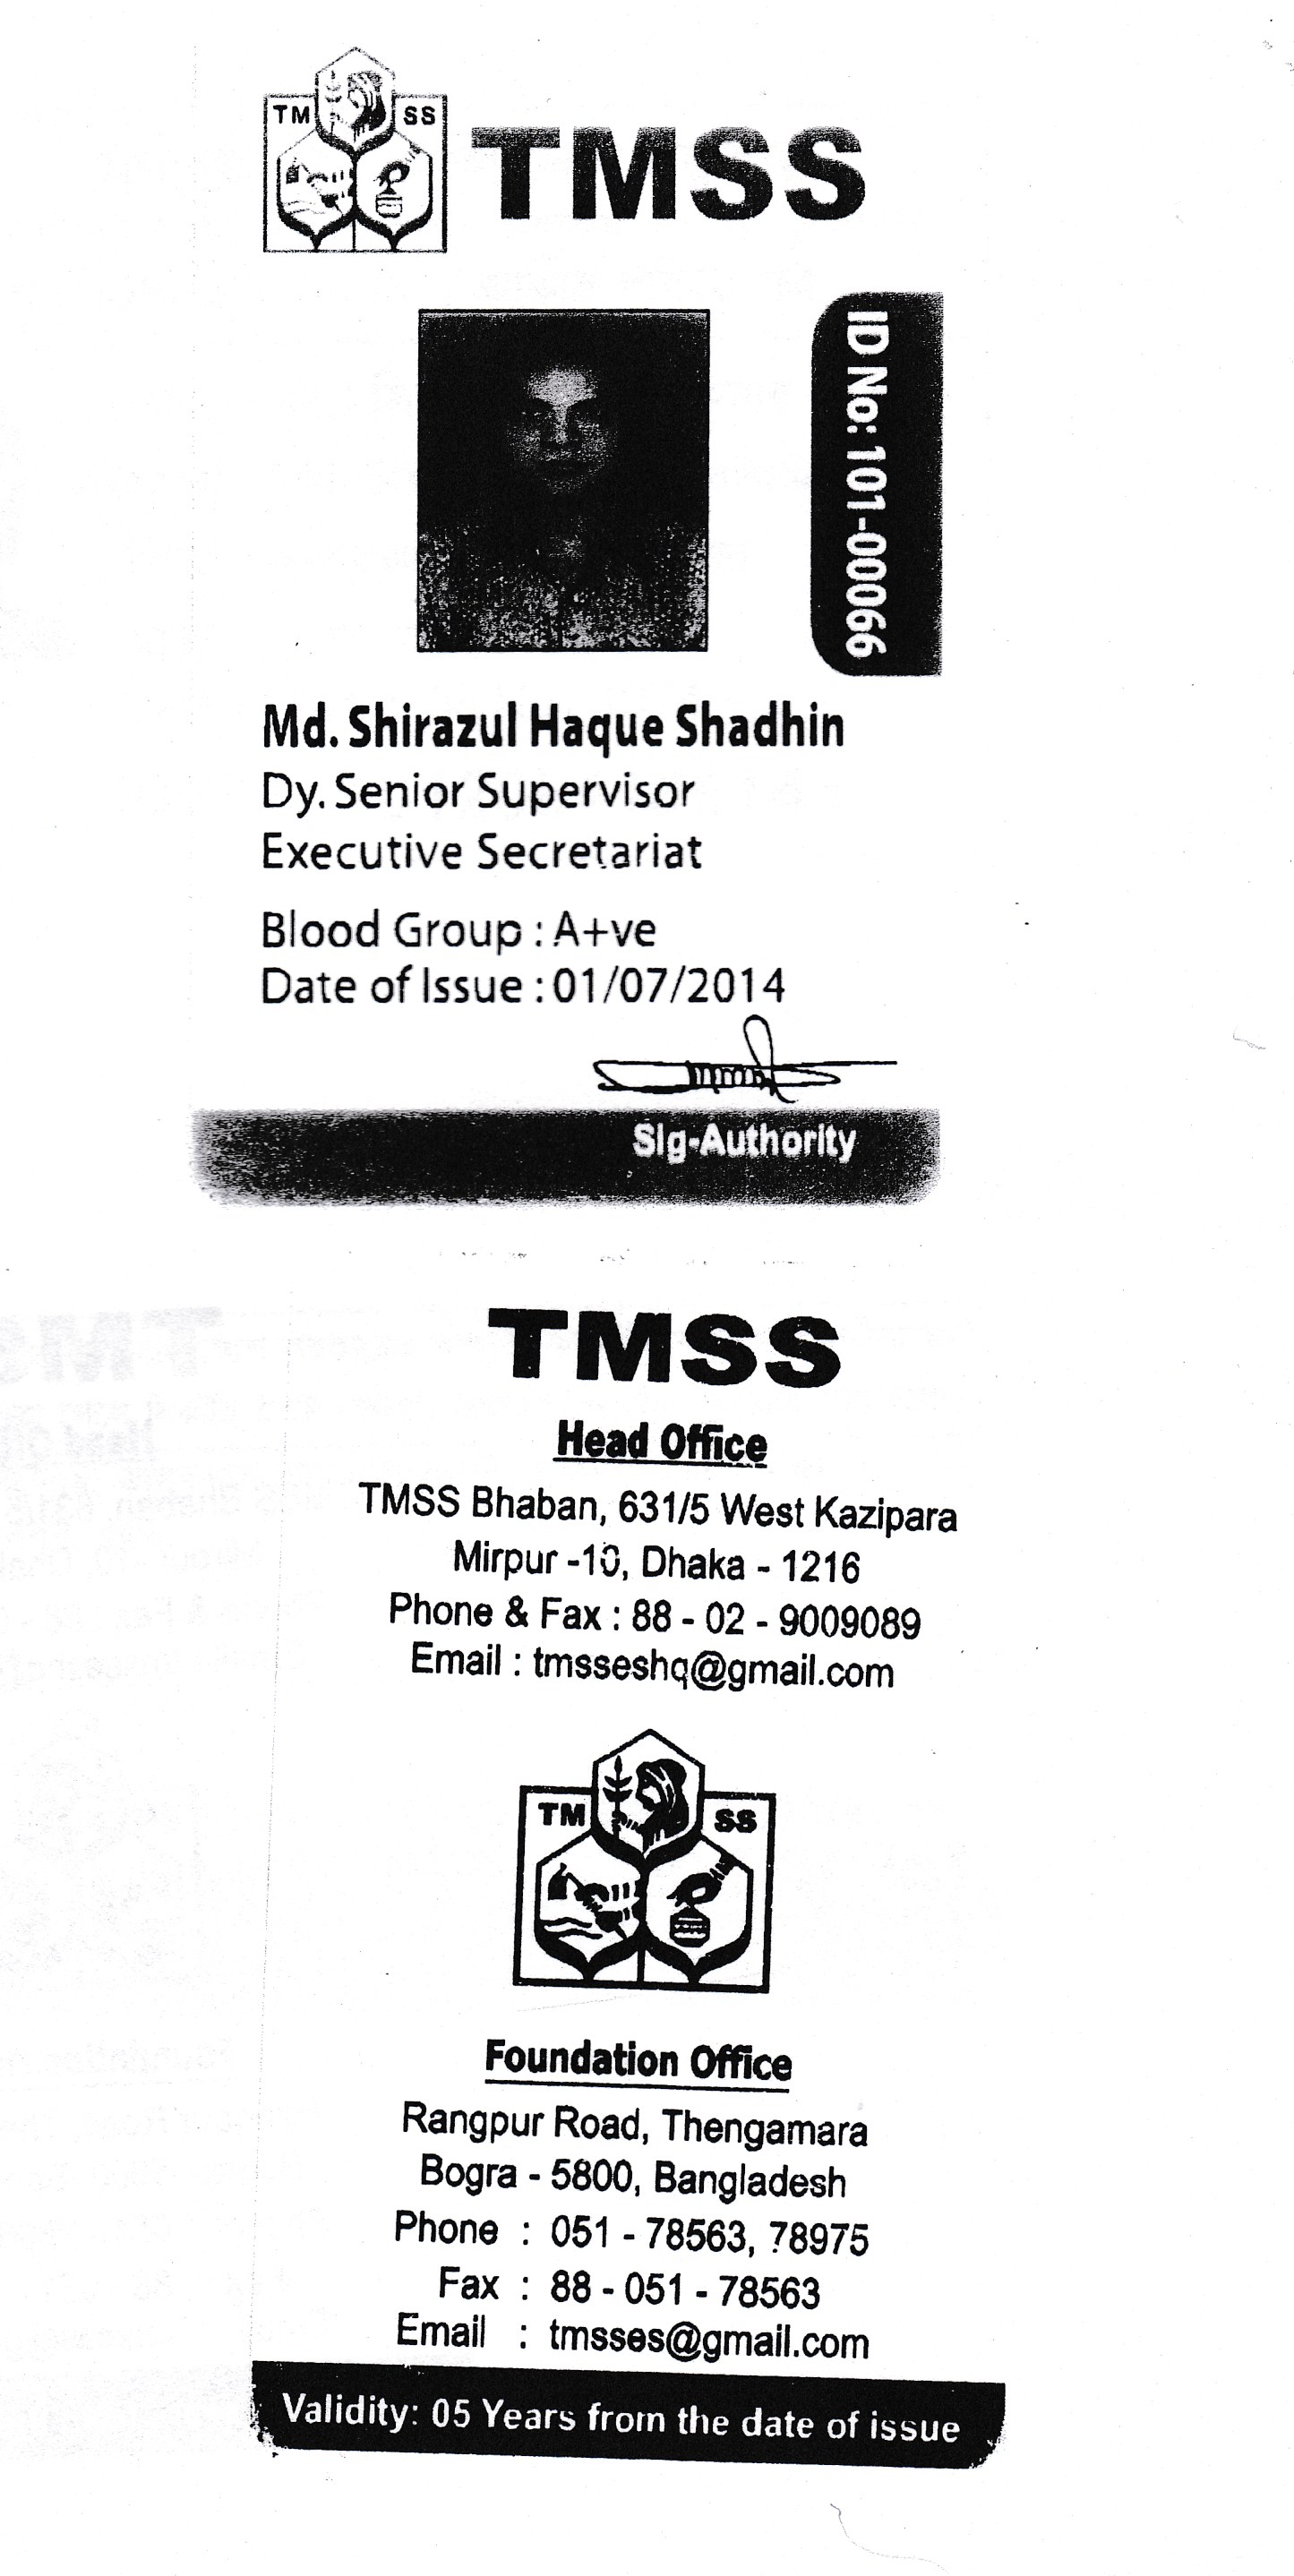 TM SS
TMSS
ID No: 101-00066
Md. Shirazul Haque Shadhin
Dy. Senior Supervisor
Executive Secretariat
Blood Group : A+ve
Date of Issue : 01/07/2014
Sig-Authority
TMSS
Head Office
TMSS Bhaban, 631/5 West Kazipara
Mirpur -10, Dhaka - 1216
Phone & Fax : 88 - 02 - 9009089
Email : tmsseshq@gmail.com
TM SS
Foundation Office
Rangpur Road, Thengamara
Bogra - 5800, Bangladesh
Phone : 051 - 78563, 78975
Fax : 88 - 051 - 78563
Email : tmsses@gmail.com
Validity: 05 Years from the date of issue